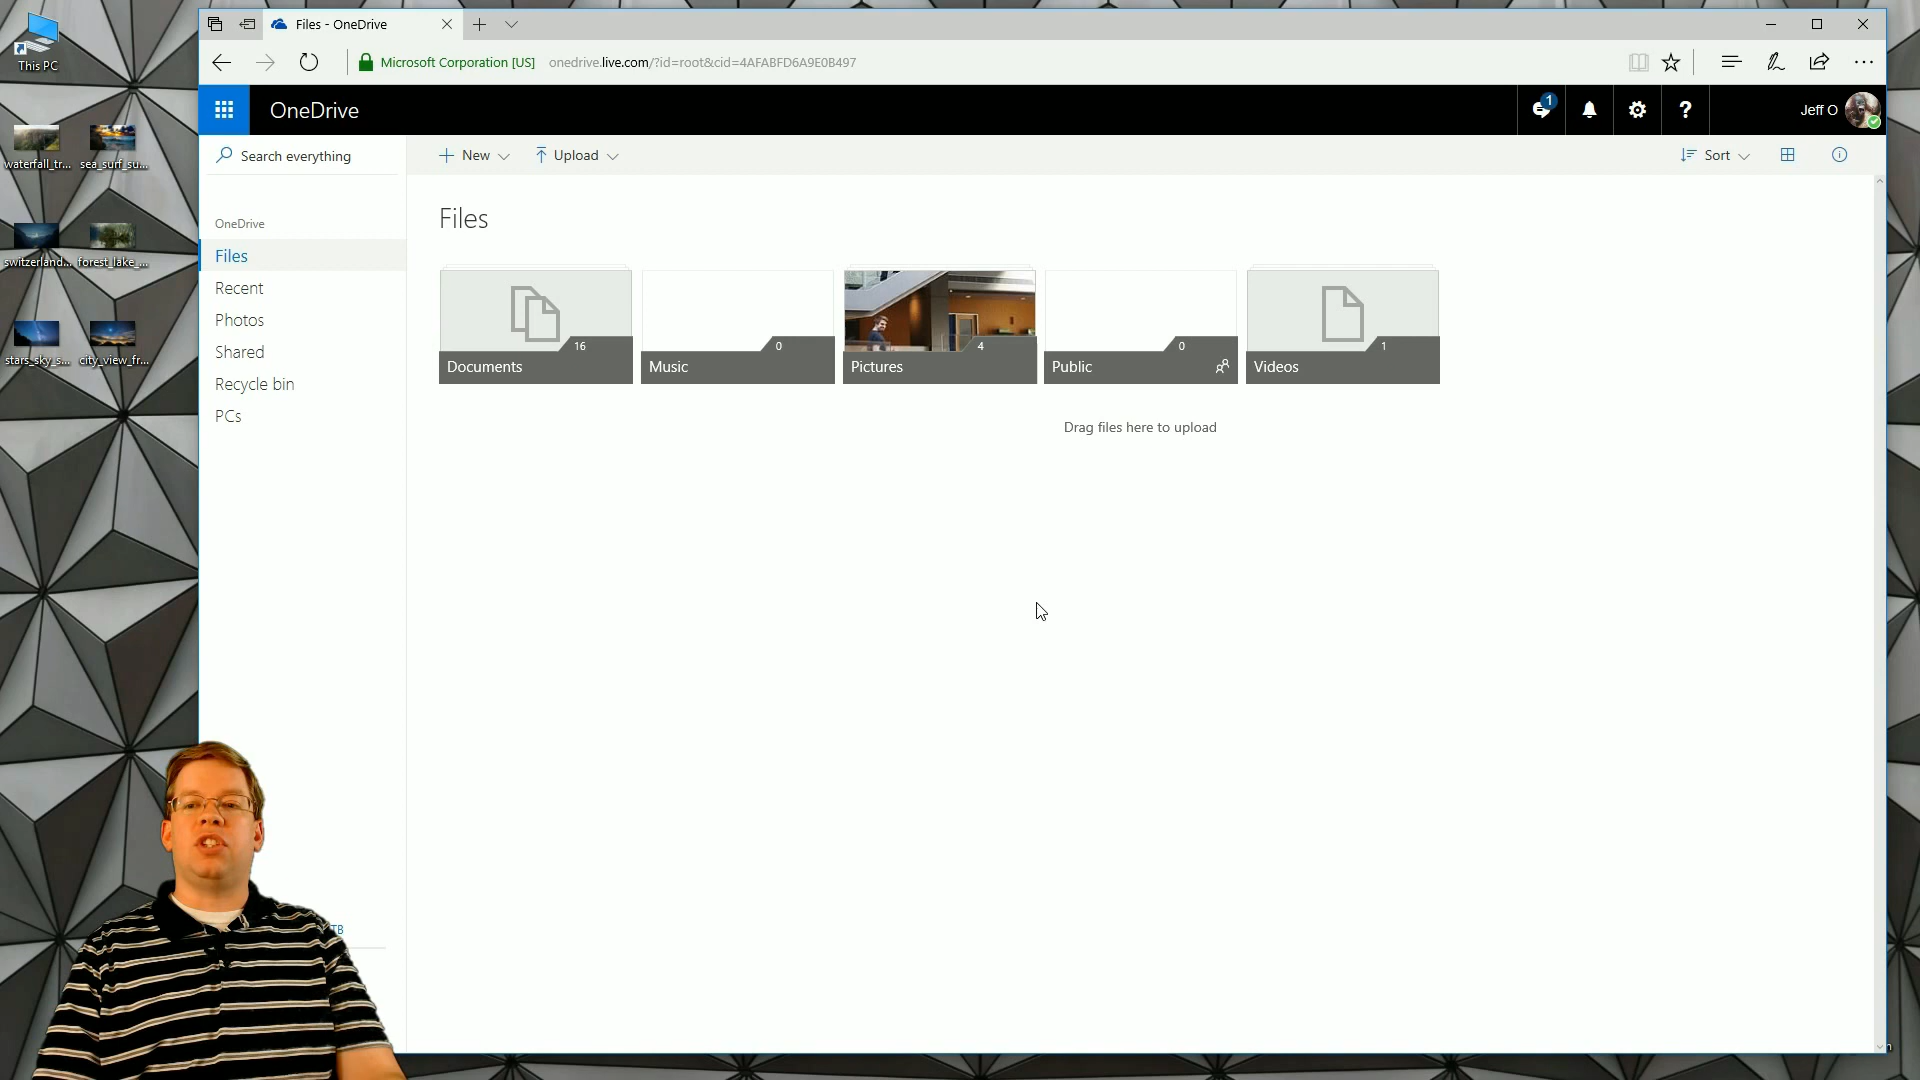 This PC
waterfall_tr...
sea_surf_su...
switzerland...
forest_lake_...
stars_sky_s...
city_view_fr...
Files - OneDrive
Microsoft Corporation [US]
onedrive.live.com/?id=root&cid=4AFABFD6A9E0B497
OneDrive
1
?
Jeff O
Search everything
New
Upload
Sort
OneDrive
Files
Recent
Photos
Shared
Recycle bin
PCs
TB
Files
16
Documents
0
Music
4
Pictures
0
Public
1
Videos
Drag files here to upload